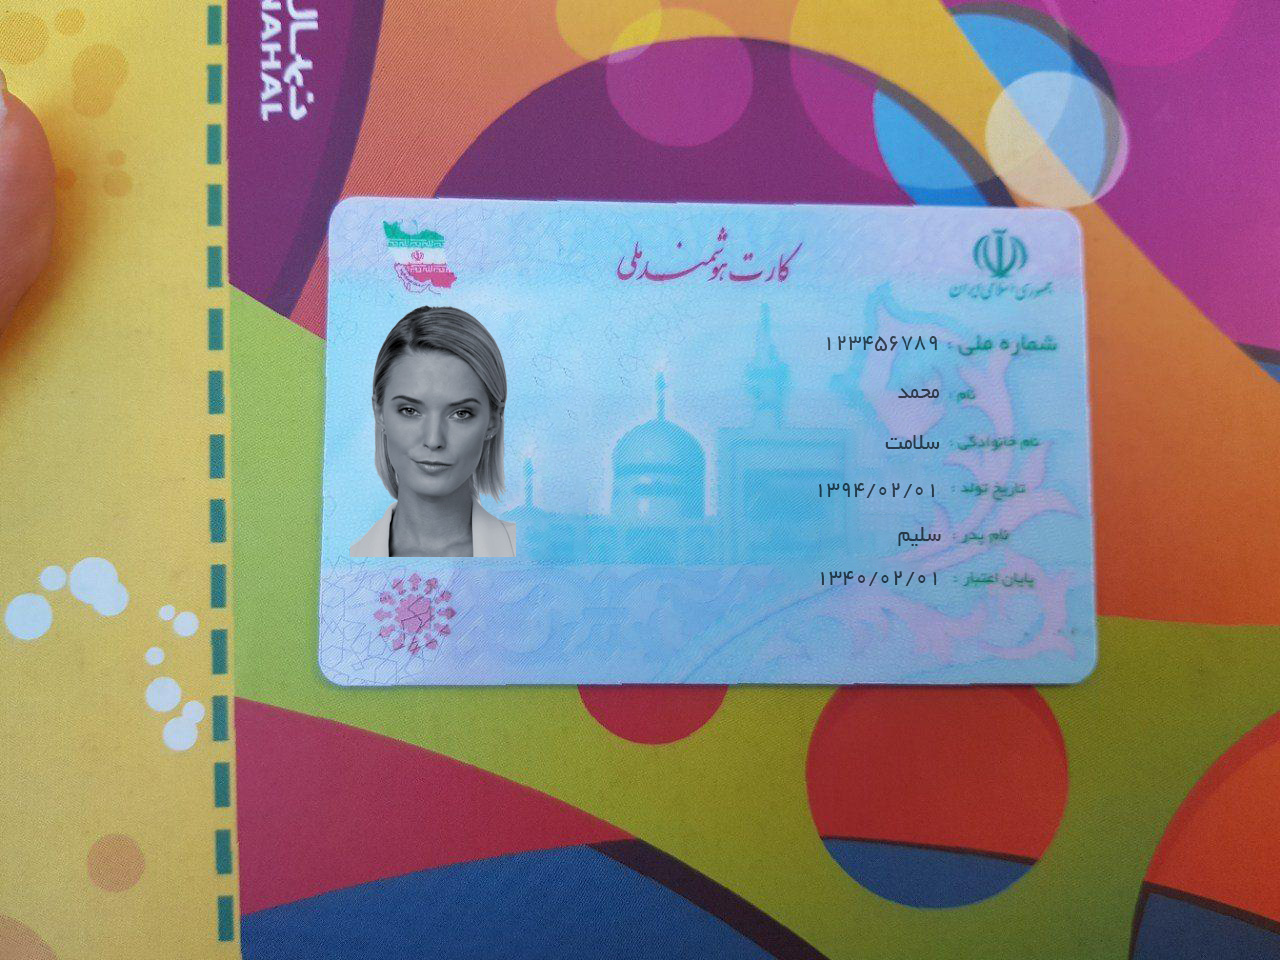 نهال
NAHAL
کارت هوشمند ملی
جمهوری اسلامی ایران
شماره ملی : ۱۲۳۴۵۶۷۸۹
نام : محمد
نام خانوادگی : سلامت
تاریخ تولد : ۱۳۹۴/۰۲/۰۱
نام پدر : سلیم
پایان اعتبار : ۱۳۴۰/۰۲/۰۱